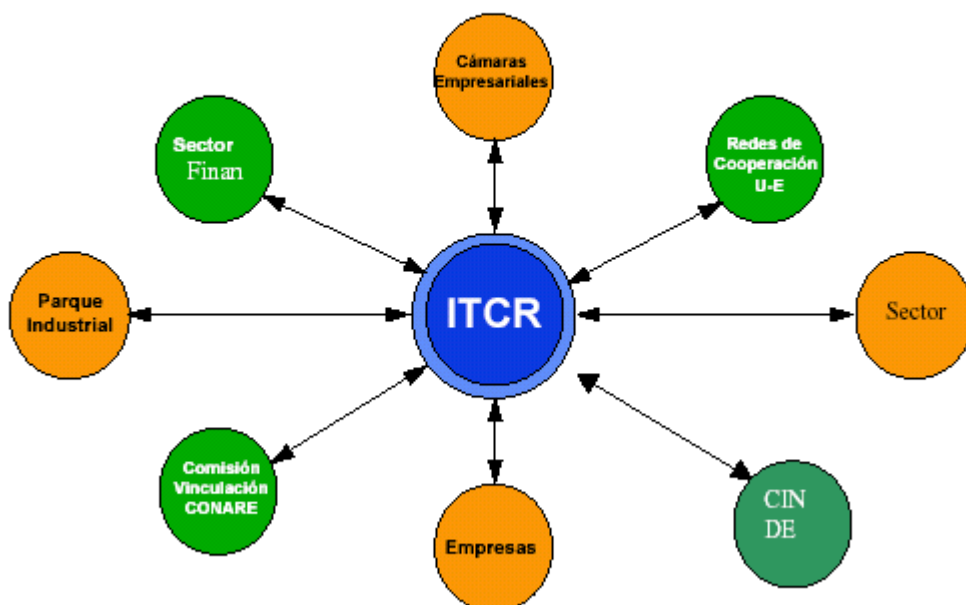 Cámaras
Empresariales
Sector
Finan
Redes de
Cooperación
U-E
Parque
Industrial
ITCR
Sector
Comisión
Vinculación
CONARE
Empresas
CIN
DE